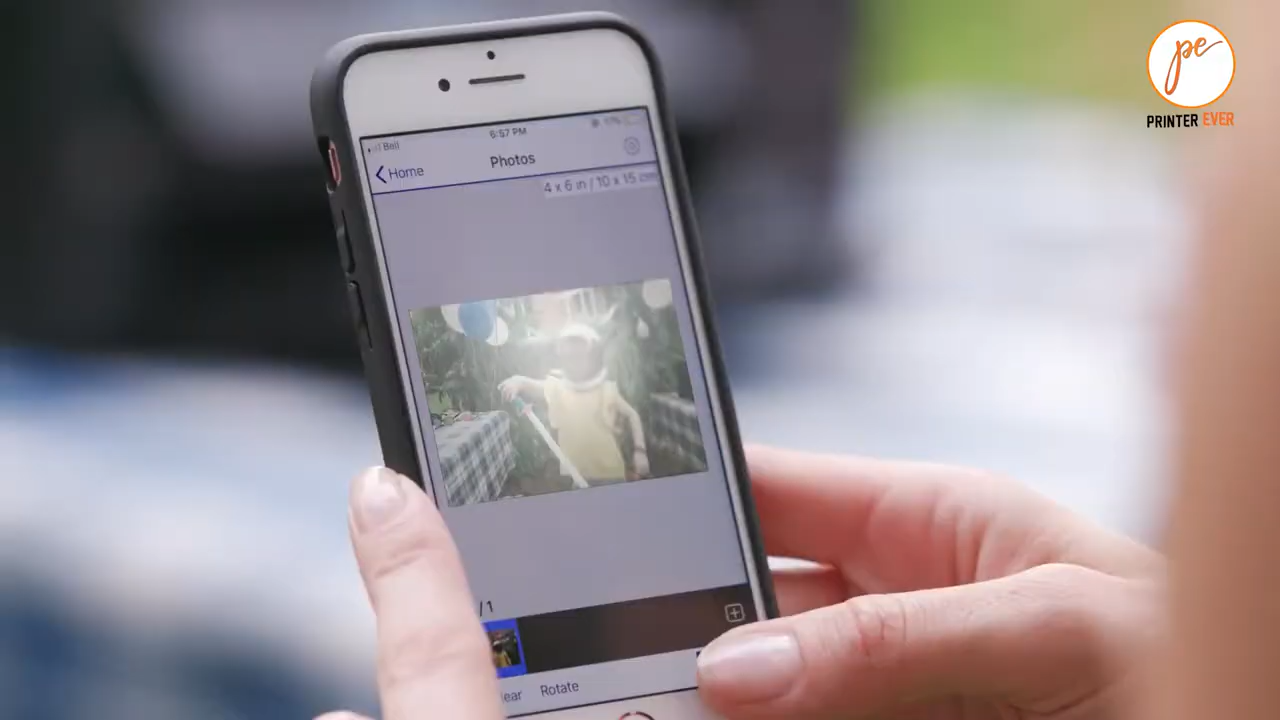 pe
PRINTER EVER
Bell
6:57 PM
Home
Photos
4 x 6 in / 10 x 15 cm
/1
Rotate